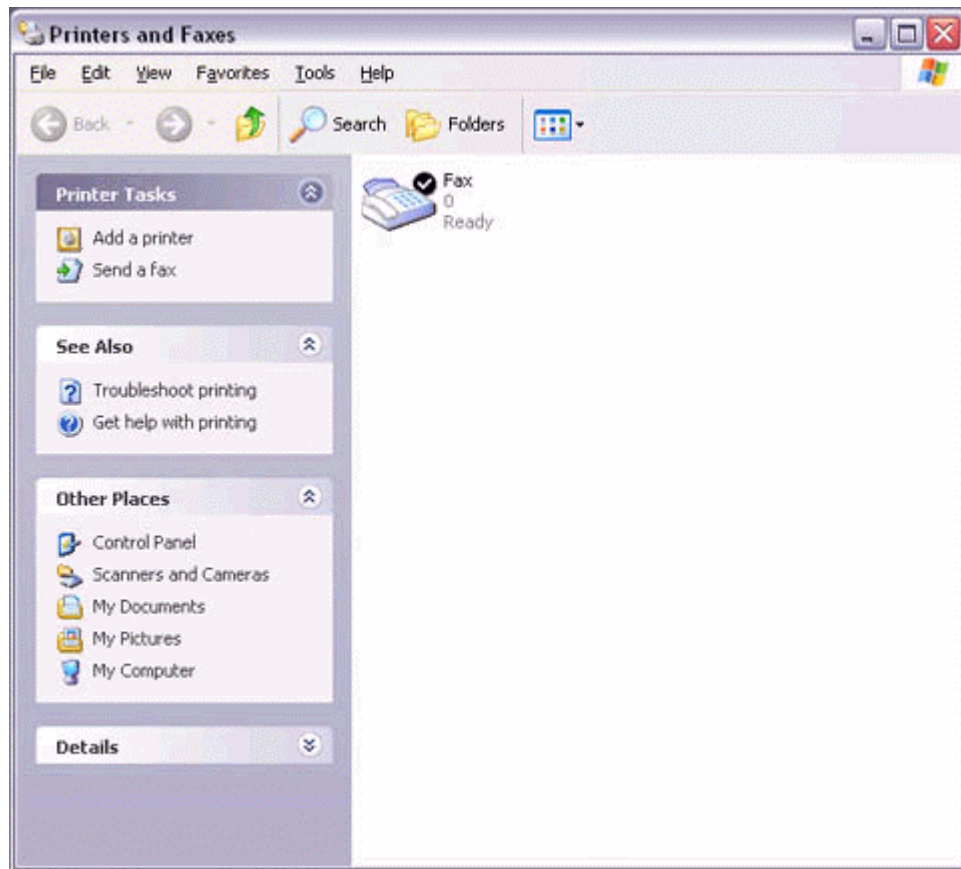 Printers and Faxes
File Edit View Favorites Tools Help
Back Search Folders
Printer Tasks
Add a printer
Send a fax
See Also
Troubleshoot printing
Get help with printing
Other Places
Control Panel
Scanners and Cameras
My Documents
My Pictures
My Computer
Details
Fax
0
Ready